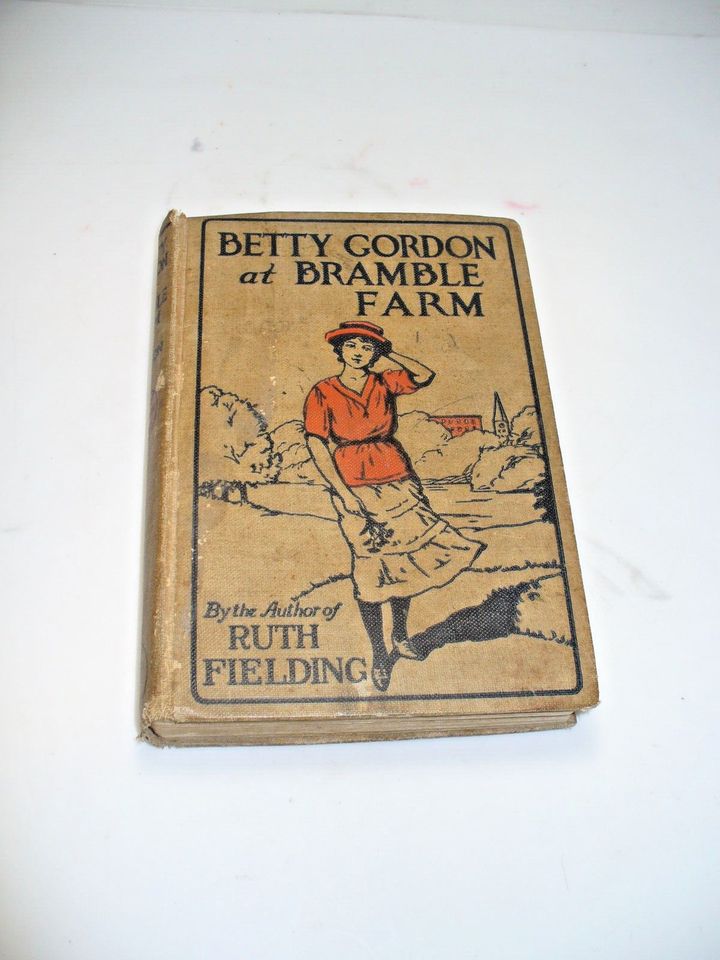 BETTY GORDON
at BRAMBLE
FARM
By the Author of
RUTH
FIELDING